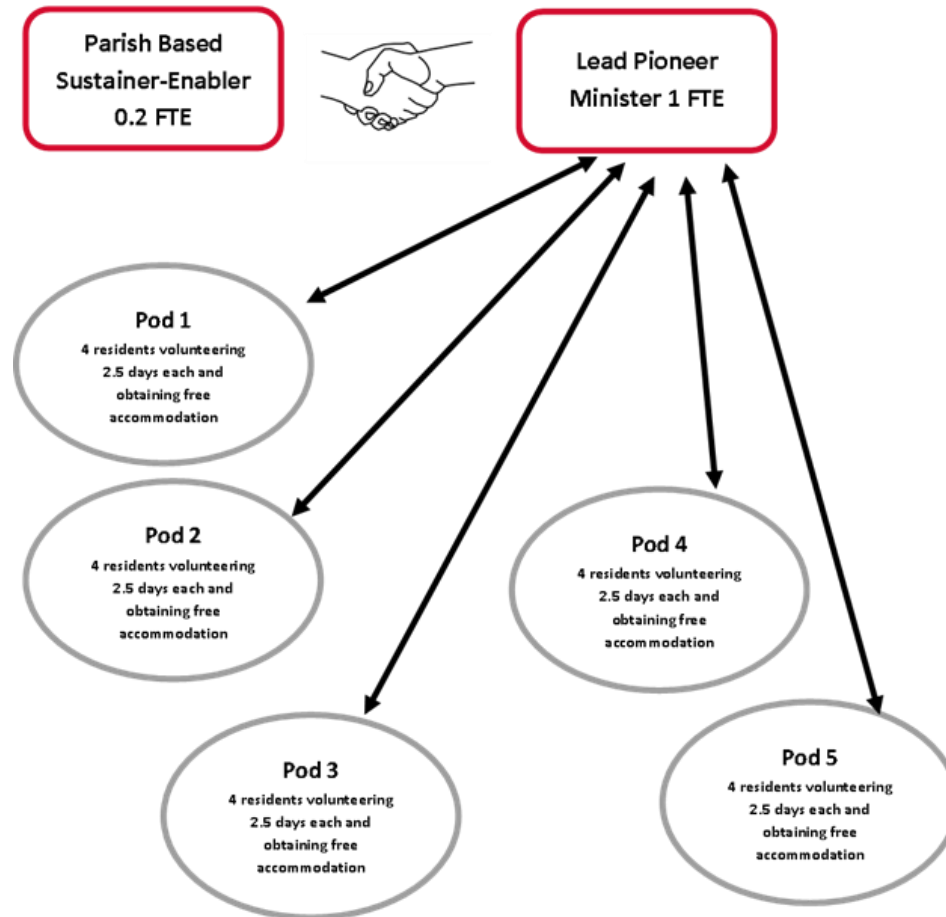 Parish Based
Sustainer-Enabler
0.2 FTE
Lead Pioneer
Minister 1 FTE
Pod 1
4 residents volunteering
2.5 days each and
obtaining free
accommodation
Pod 2
4 residents volunteering
2.5 days each and
obtaining free
accommodation
Pod 3
4 residents volunteering
2.5 days each and
obtaining free
accommodation
Pod 4
4 residents volunteering
2.5 days each and
obtaining free
accommodation
Pod 5
4 residents volunteering
2.5 days each and
obtaining free
accommodation